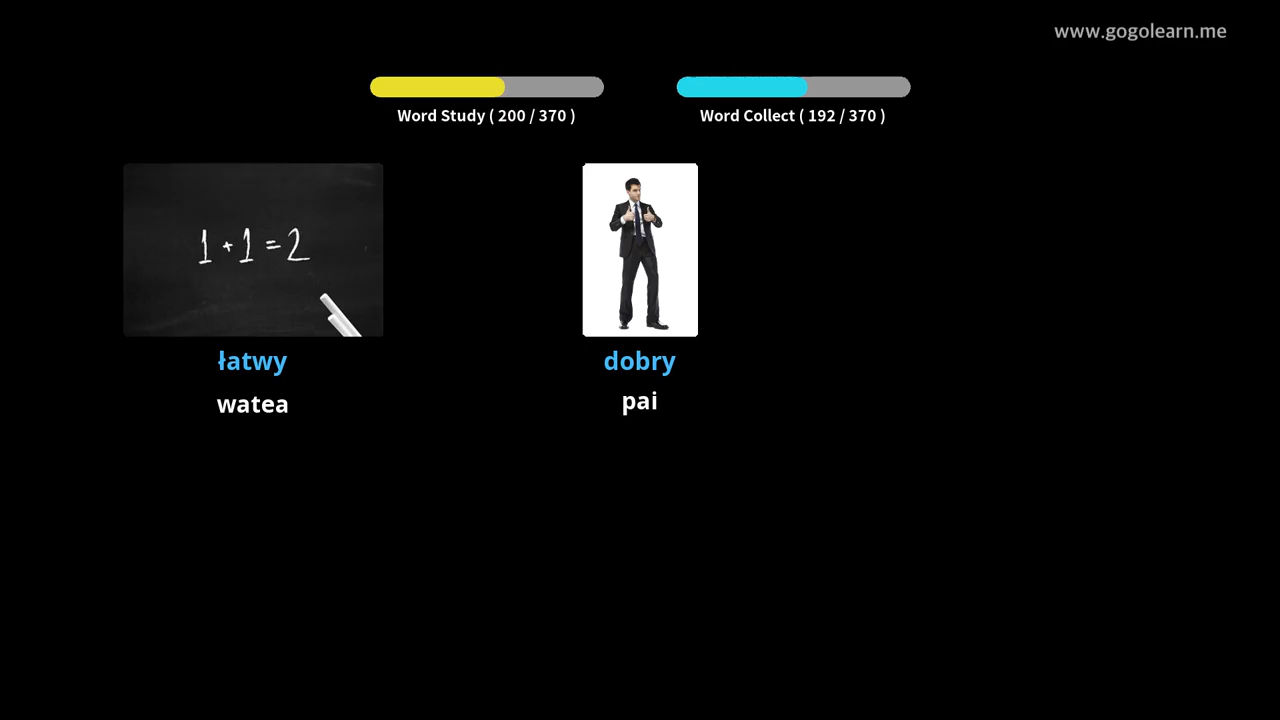 www.gogolearn.me
Word Study ( 200 / 370 )
Word Collect ( 192 / 370 )
1 + 1 = 2
łatwy
watea
dobry
pai